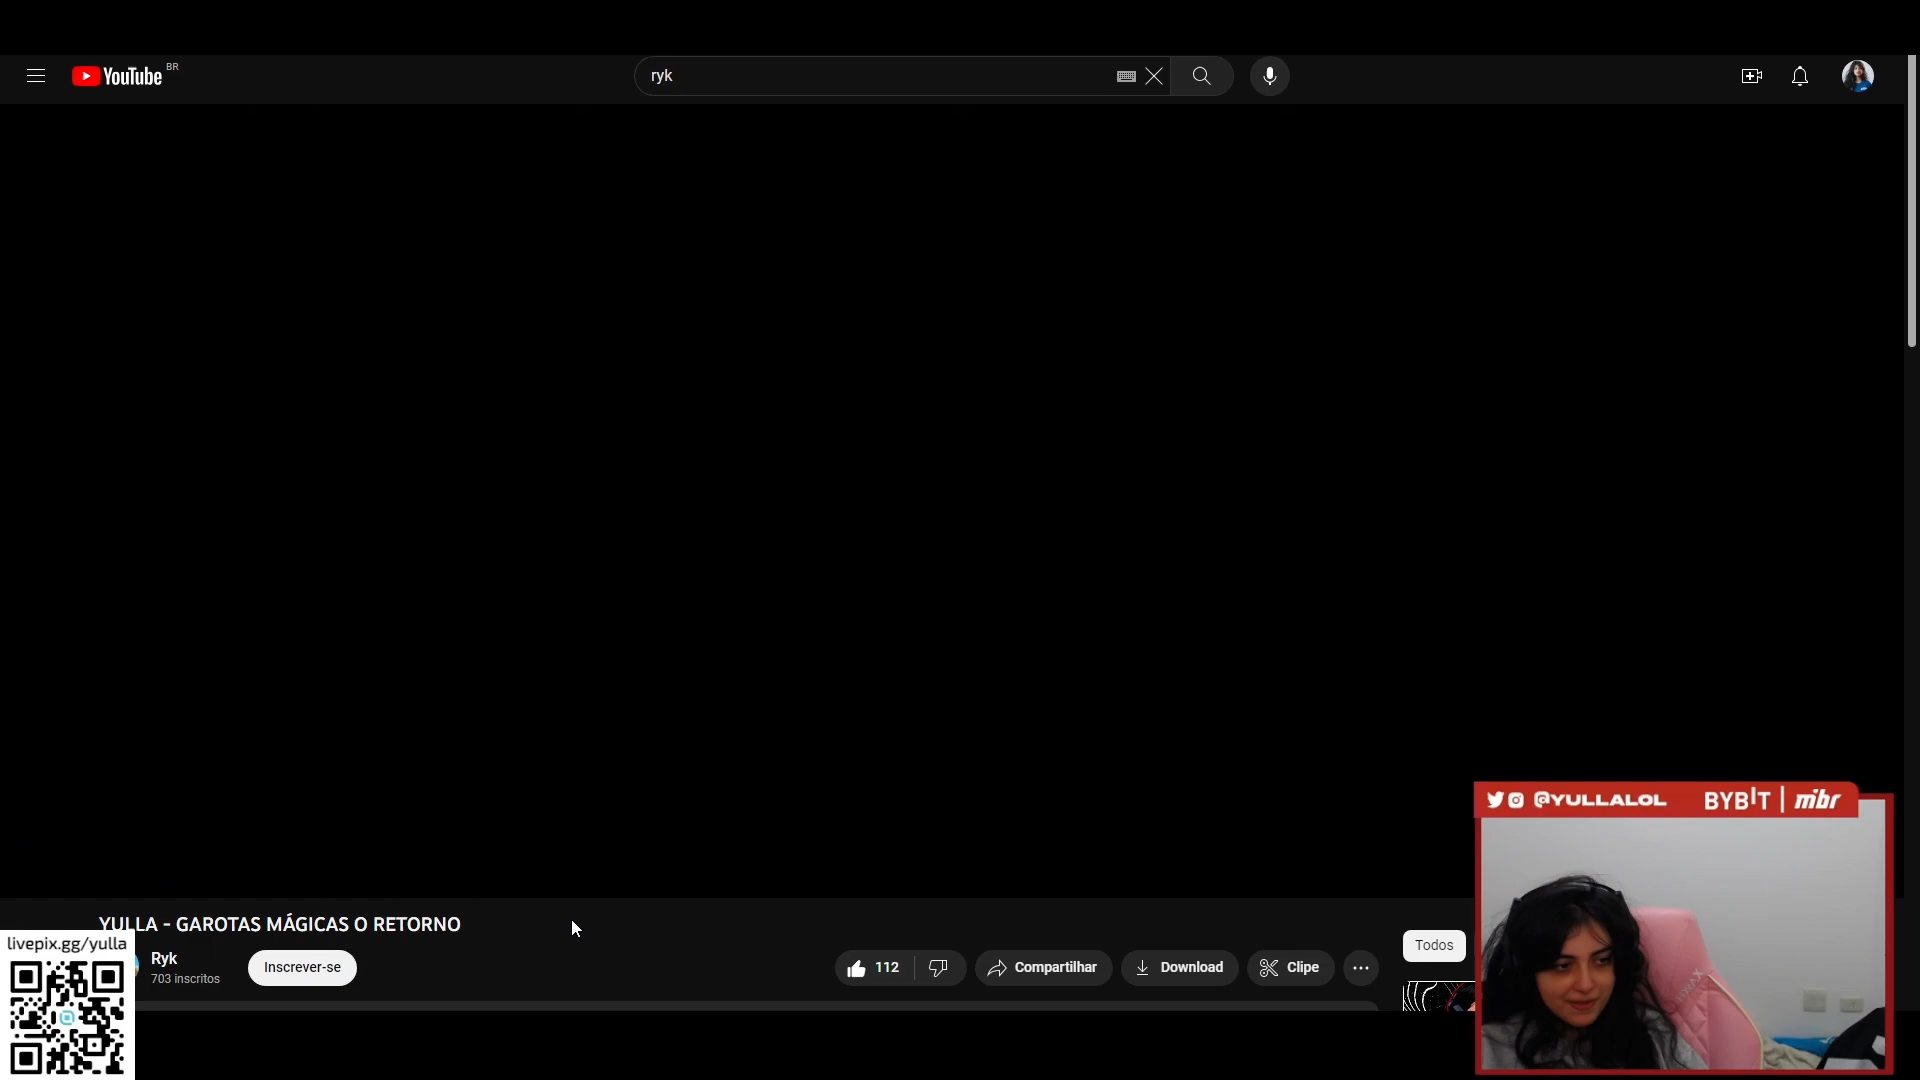 YouTube BR
ryk
YULLA - GAROTAS MÁGICAS O RETORNO
livepix.gg/yulla
Ryk
703 inscritos
Inscrever-se
112
Compartilhar
Download
Clipe
Todos
@YULLALOL BYBIT | mibr